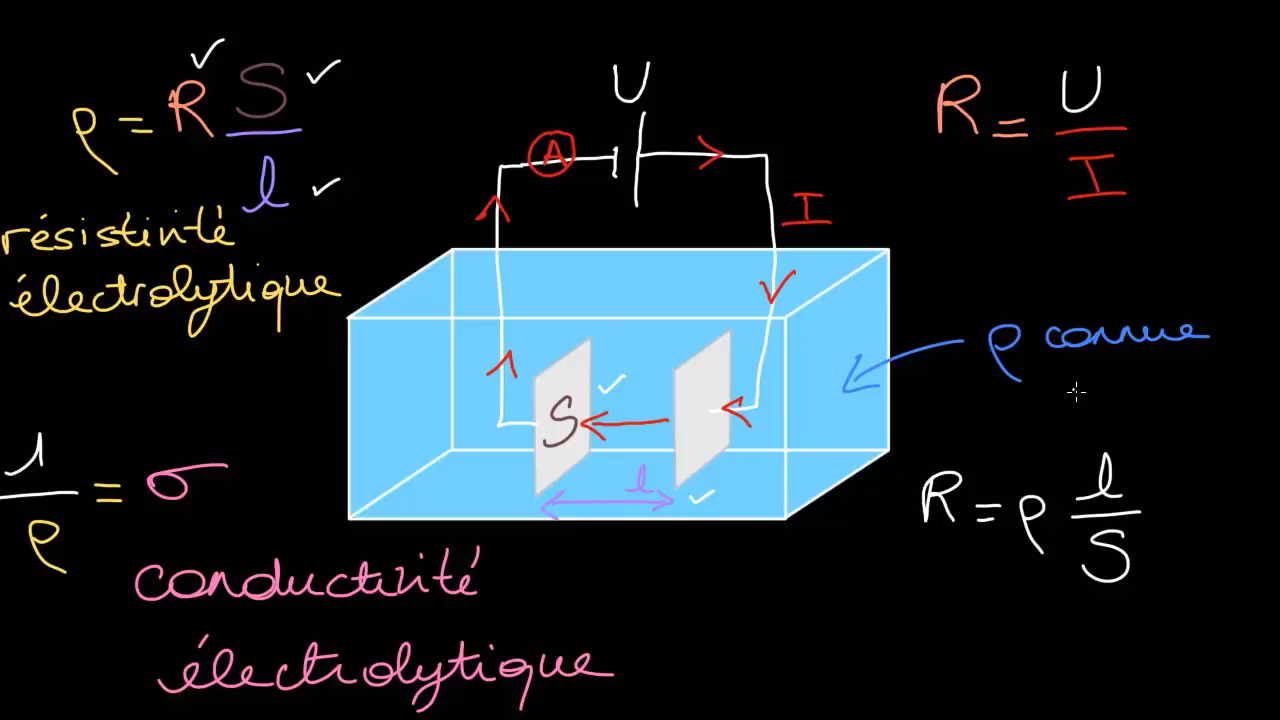 ρ = R S / l
résistivité
électrolytique
U
A
I
R = U / I
ρ connue
S
l
1 / ρ = σ
conductivité
électrolytique
R = ρ l / S